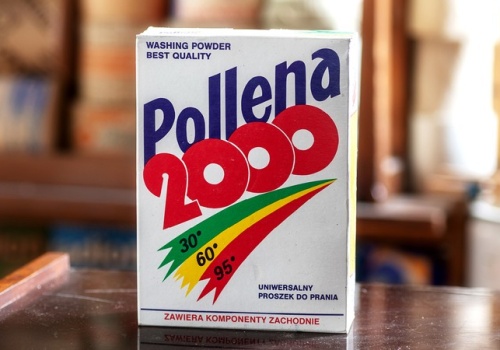 WASHING POWDER
BEST QUALITY
Pollena
2000
30°
60°
95°
UNIWERSALNY
PROSZEK DO PRANIA
ZAWIERA KOMPONENTY ZACHODNIE